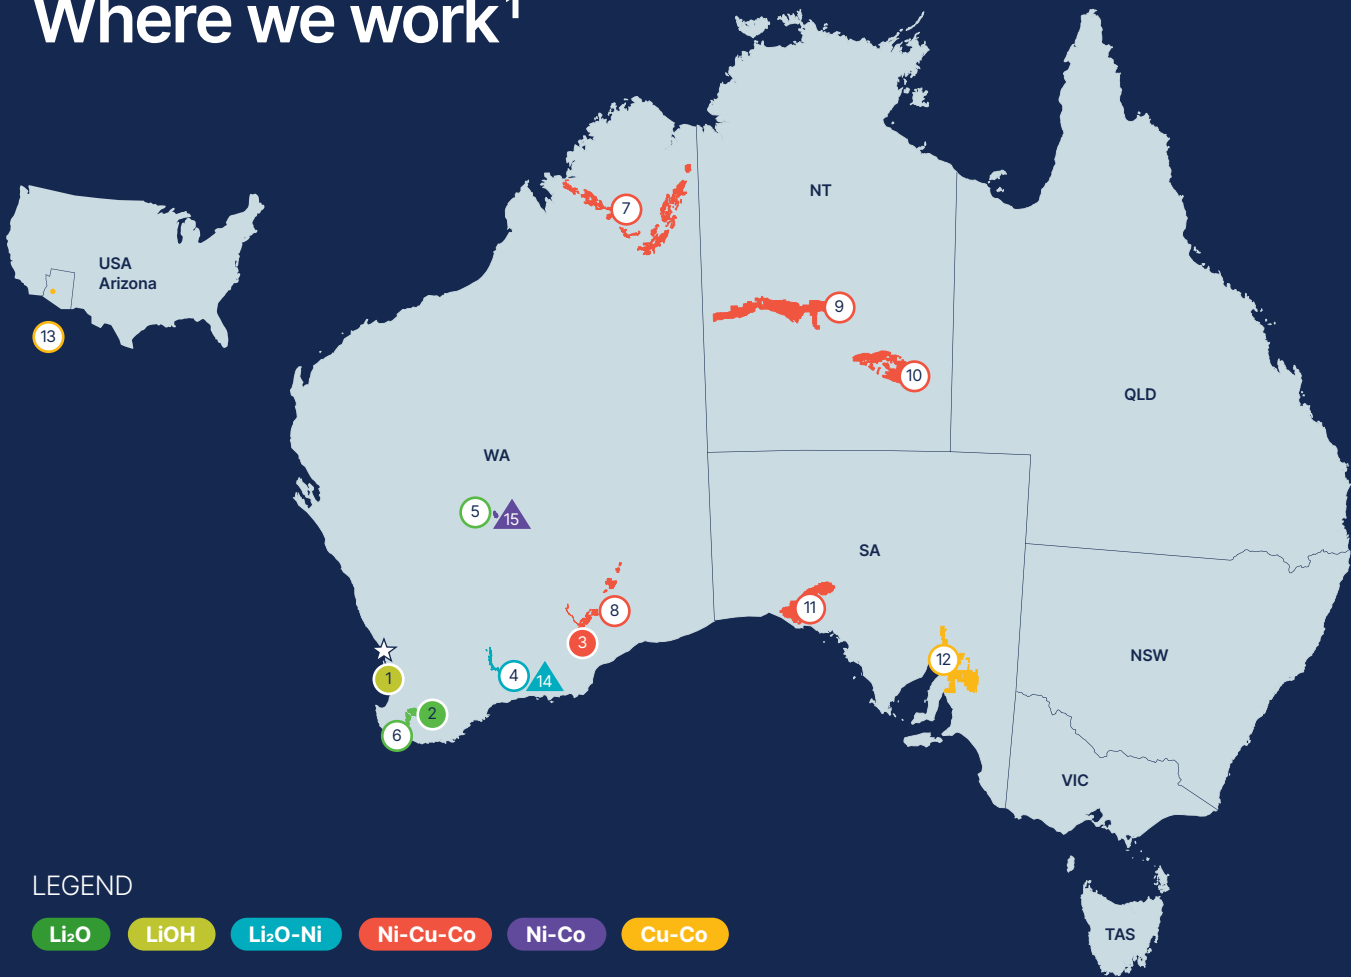 Where we work¹
NT
7
USA
Arizona
13
9
10
QLD
WA
5
15
SA
8
11
3
12
NSW
4
14
1
2
6
VIC
TAS
LEGEND
Li₂O
LiOH
Li₂O-Ni
Ni-Cu-Co
Ni-Co
Cu-Co